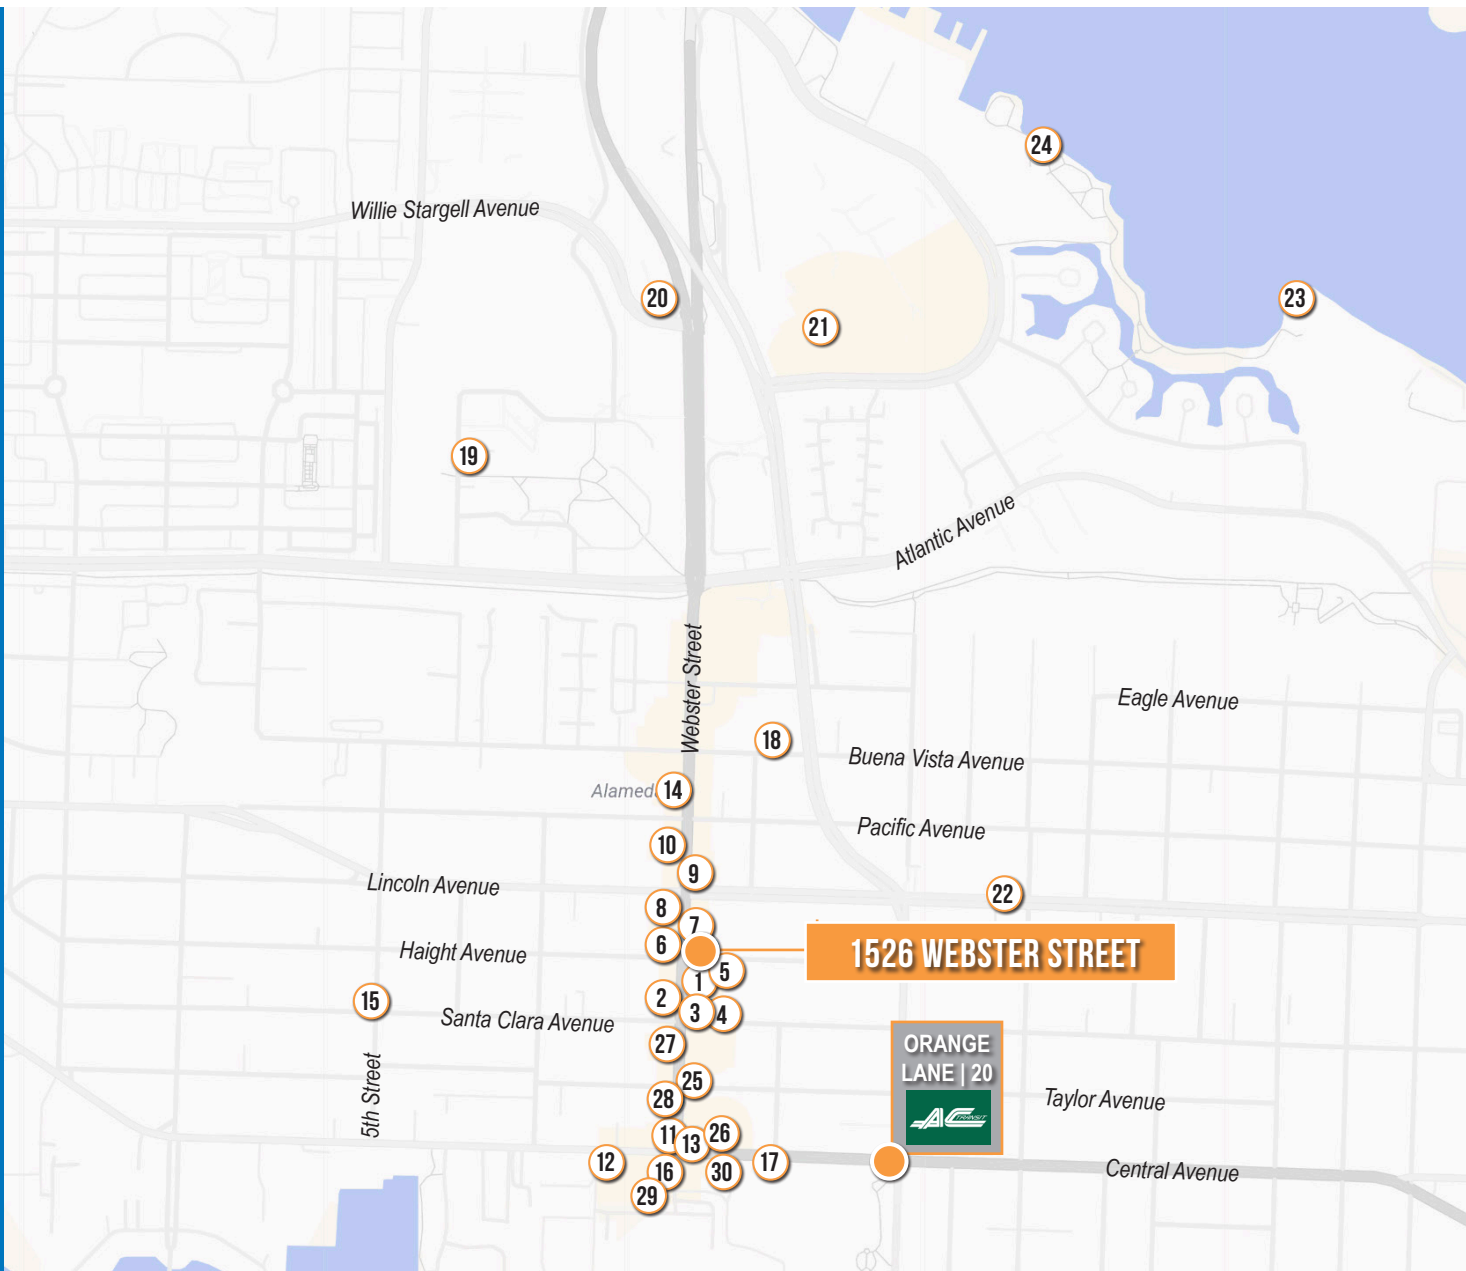 24
Willie Stargell Avenue
20
23
21
19
Atlantic Avenue
Webster Street
Eagle Avenue
18
Buena Vista Avenue
Alamed
14
Pacific Avenue
10
9
Lincoln Avenue
22
8
7
6
1526 WEBSTER STREET
Haight Avenue
5
1
2
15
3
4
Santa Clara Avenue
27
ORANGE
LANE | 20
AC TRANSIT
25
28
Taylor Avenue
5th Street
11
13
26
12
16
30
17
Central Avenue
29